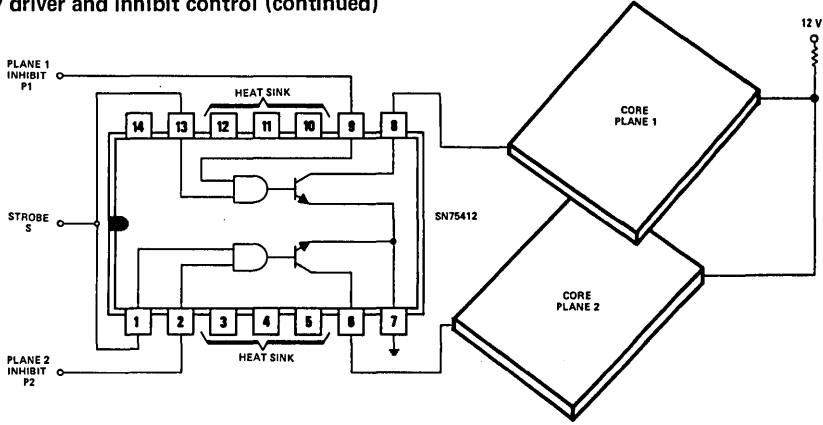 driver and inhibit control (continued)
12 V
PLANE 1
INHIBIT
P1
HEAT SINK
14 13 12 11 10 9 8
CORE
PLANE 1
STROBE
S
SN75412
CORE
PLANE 2
1 2 3 4 5 6 7
HEAT SINK
PLANE 2
INHIBIT
P2